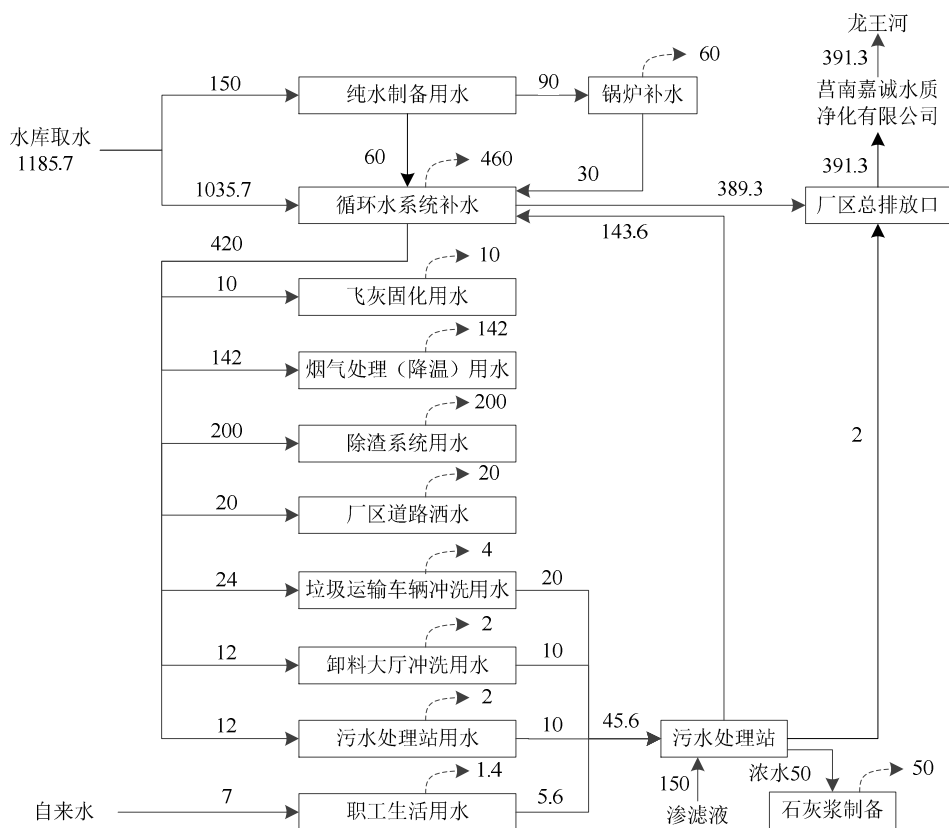 龙王河
391.3
莒南嘉诚水质
净化有限公司
391.3
60
150
纯水制备用水
90
锅炉补水
水库取水
1185.7
60
460
30
1035.7
循环水系统补水
389.3
厂区总排放口
143.6
420
10
10
飞灰固化用水
142
142
烟气处理（降温）用水
200
200
除渣系统用水
2
20
20
厂区道路洒水
4
24
垃圾运输车辆冲洗用水
20
2
12
卸料大厅冲洗用水
10
2
12
污水处理站用水
10
45.6
污水处理站
1.4
自来水
7
职工生活用水
5.6
150
渗滤液
浓水50
50
石灰浆制备